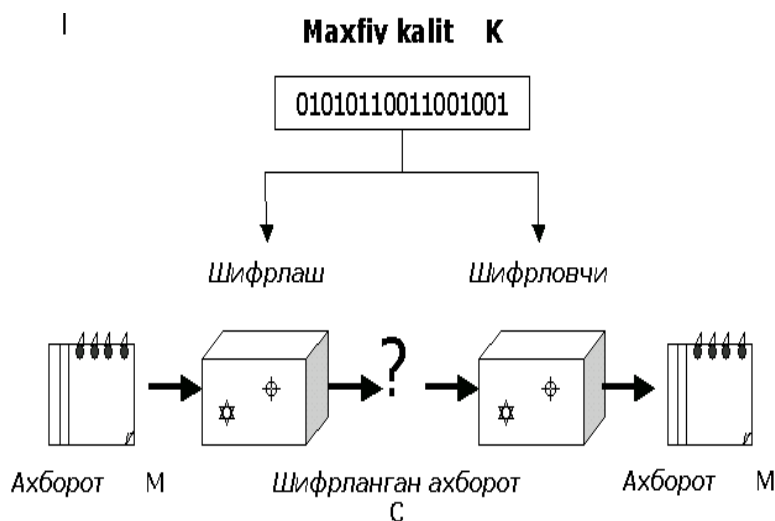 I
Maxfiy kalit K
01010110011001001
Шифрлаш Шифрловчи
?
Ахборот М Шифрланган ахборот Ахборот М
С